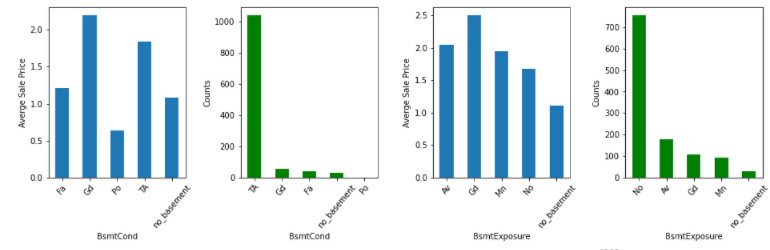 Averge Sale Price
2.0
1.5
1.0
0.5
0.0
Fa
Gd
Po
TA
no_basement
BsmtCond
Counts
1000
800
600
400
200
0
TA
Gd
Fa
no_basement
Po
BsmtCond
Averge Sale Price
2.5
2.0
1.5
1.0
0.5
0.0
Av
Gd
Mn
No
no_basement
BsmtExposure
Counts
700
600
500
400
300
200
100
0
No
Av
Gd
Mn
no_basement
BsmtExposure